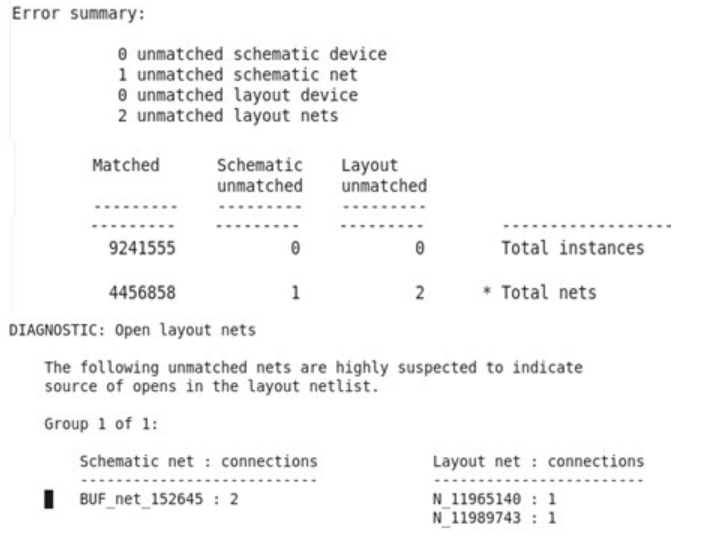 Error summary:
0 unmatched schematic device
1 unmatched schematic net
0 unmatched layout device
2 unmatched layout nets
Matched Schematic unmatched Layout unmatched
--------- --------- ---------
--------- --------- --------- ------------------
9241555 0 0 Total instances
4456858 1 2 * Total nets
DIAGNOSTIC: Open layout nets
The following unmatched nets are highly suspected to indicate
source of opens in the layout netlist.
Group 1 of 1:
Schematic net : connections Layout net : connections
-------------------------- -----------------------
BUF_net_152645 : 2 N_11965140 : 1
N_11989743 : 1